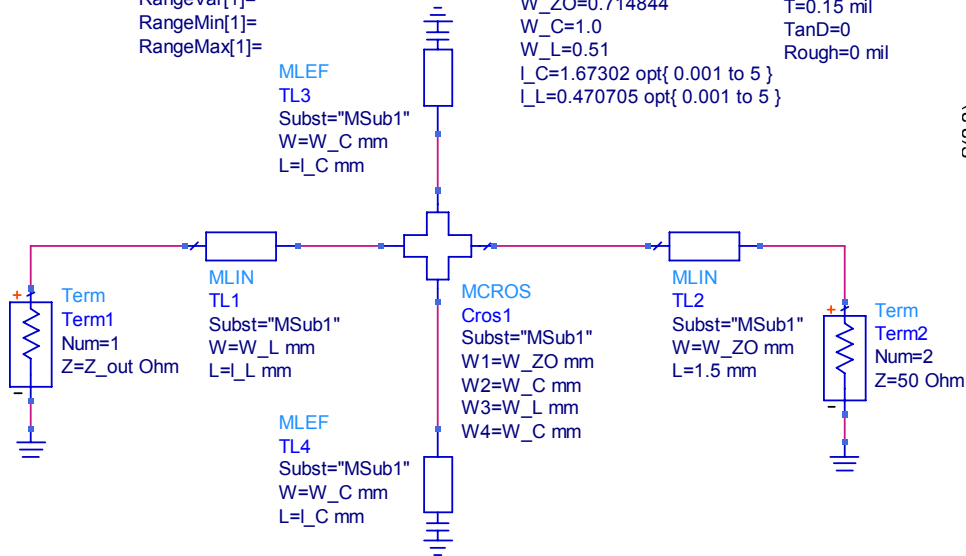 RangeMin[1]=
RangeMax[1]=
W_ZO=0.714844
W_C=1.0
W_L=0.51
l_C=1.67302 opt{ 0.001 to 5 }
l_L=0.470705 opt{ 0.001 to 5 }
T=0.15 mil
TanD=0
Rough=0 mil
MLEF
TL3
Subst="MSub1"
W=W_C mm
L=l_C mm
+
Term
Term1
Num=1
Z=Z_out Ohm
-
MLIN
TL1
Subst="MSub1"
W=W_L mm
L=l_L mm
MCROS
Cros1
Subst="MSub1"
W1=W_ZO mm
W2=W_C mm
W3=W_L mm
W4=W_C mm
MLIN
TL2
Subst="MSub1"
W=W_ZO mm
L=1.5 mm
+
Term
Term2
Num=2
Z=50 Ohm
-
MLEF
TL4
Subst="MSub1"
W=W_C mm
L=l_C mm